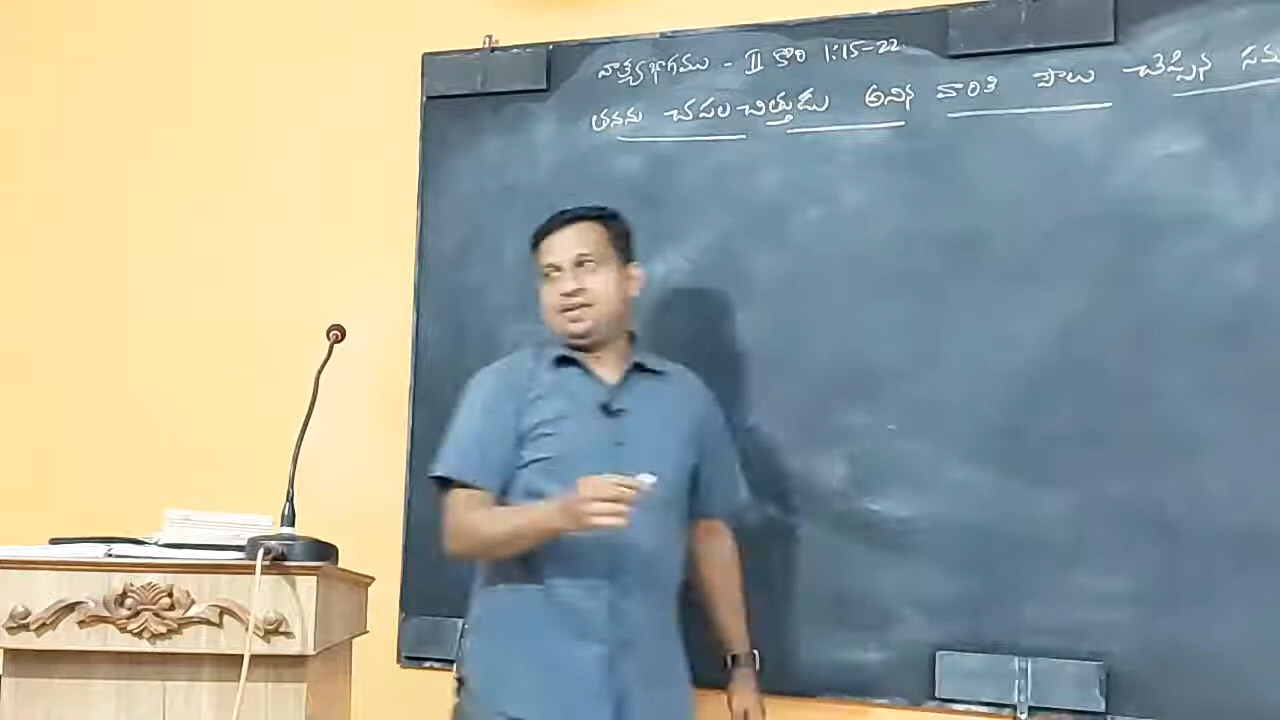 వాక్యభాగము - II కొరి 1:15-22
తనను చపలచిత్తుడు అనిన వారికి పౌలు చెప్పిన